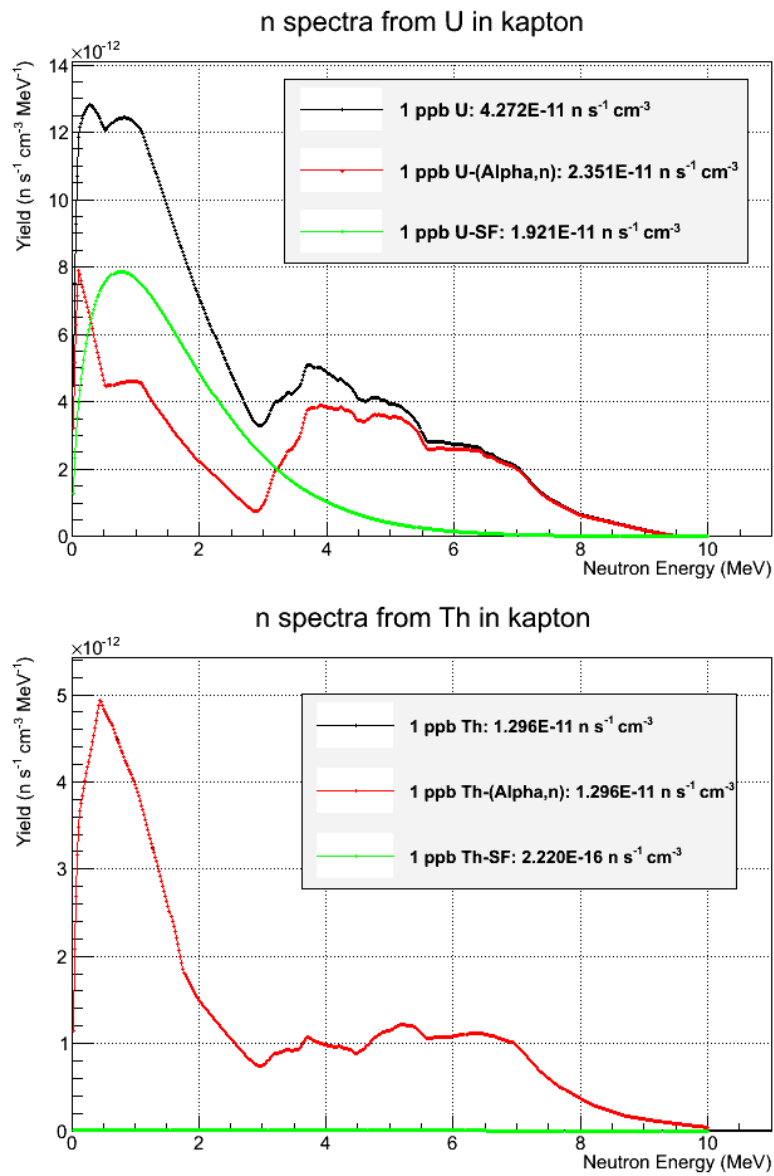 n spectra from U in kapton
×10⁻¹²
Yield (n s⁻¹ cm⁻³ MeV⁻¹)
14
12
10
8
6
4
2
0
1 ppb U: 4.272E-11 n s⁻¹ cm⁻³
1 ppb U-(Alpha,n): 2.351E-11 n s⁻¹ cm⁻³
1 ppb U-SF: 1.921E-11 n s⁻¹ cm⁻³
0 2 4 6 8 10
Neutron Energy (MeV)
n spectra from Th in kapton
×10⁻¹²
Yield (n s⁻¹ cm⁻³ MeV⁻¹)
5
4
3
2
1
0
1 ppb Th: 1.296E-11 n s⁻¹ cm⁻³
1 ppb Th-(Alpha,n): 1.296E-11 n s⁻¹ cm⁻³
1 ppb Th-SF: 2.220E-16 n s⁻¹ cm⁻³
0 2 4 6 8 10
Neutron Energy (MeV)